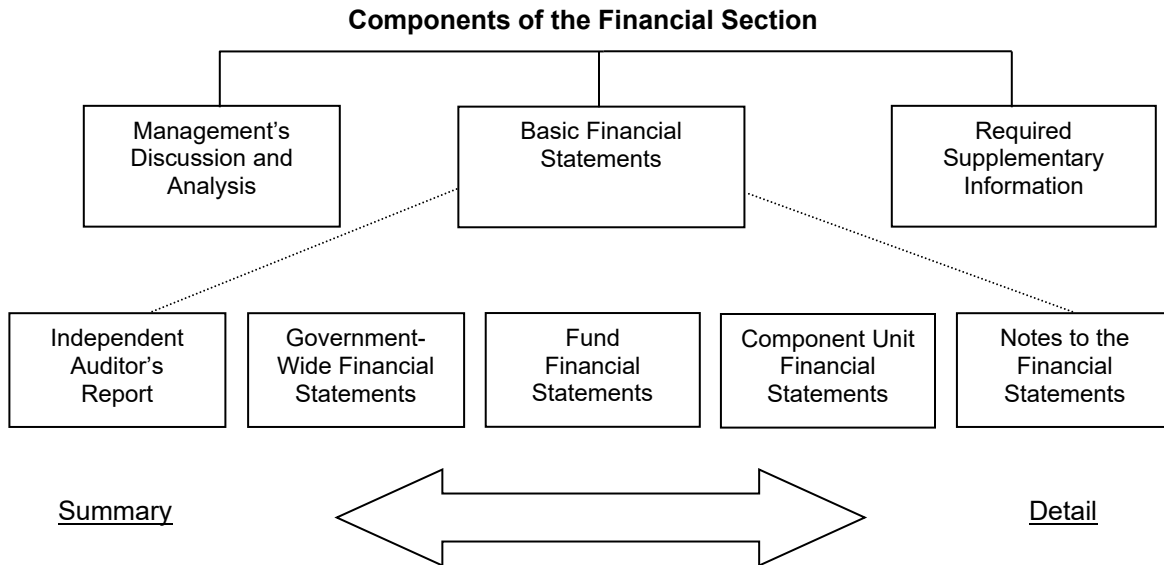 Components of the Financial Section
Management’s
Discussion and
Analysis
Basic Financial
Statements
Required
Supplementary
Information
Independent
Auditor’s
Report
Government-
Wide Financial
Statements
Fund
Financial
Statements
Component Unit
Financial
Statements
Notes to the
Financial
Statements
Summary
Detail